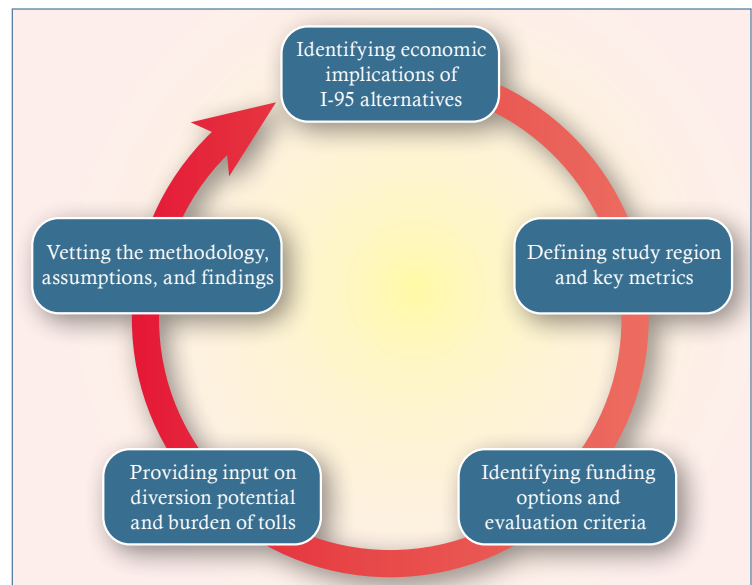 Identifying economic
implications of
I-95 alternatives
Defining study region
and key metrics
Identifying funding
options and
evaluation criteria
Providing input on
diversion potential
and burden of tolls
Vetting the methodology,
assumptions, and findings